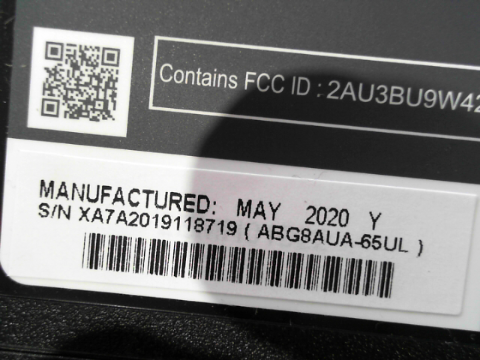 Contains FCC ID : 2AU3BU9W42
MANUFACTURED: MAY 2020 Y
S/N XA7A2019118719 ( ABG8AUA-65UL )